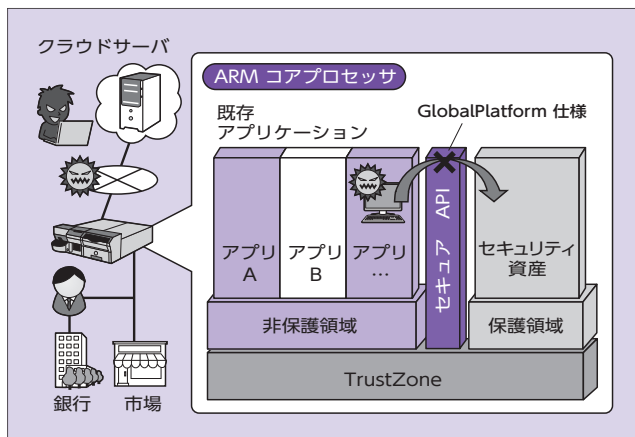 クラウドサーバ
ARM コアプロセッサ
既存
アプリケーション
GlobalPlatform 仕様
アプリ
A
アプリ
B
アプリ
…
セキュア API
セキュリティ
資産
非保護領域
保護領域
TrustZone
銀行
市場